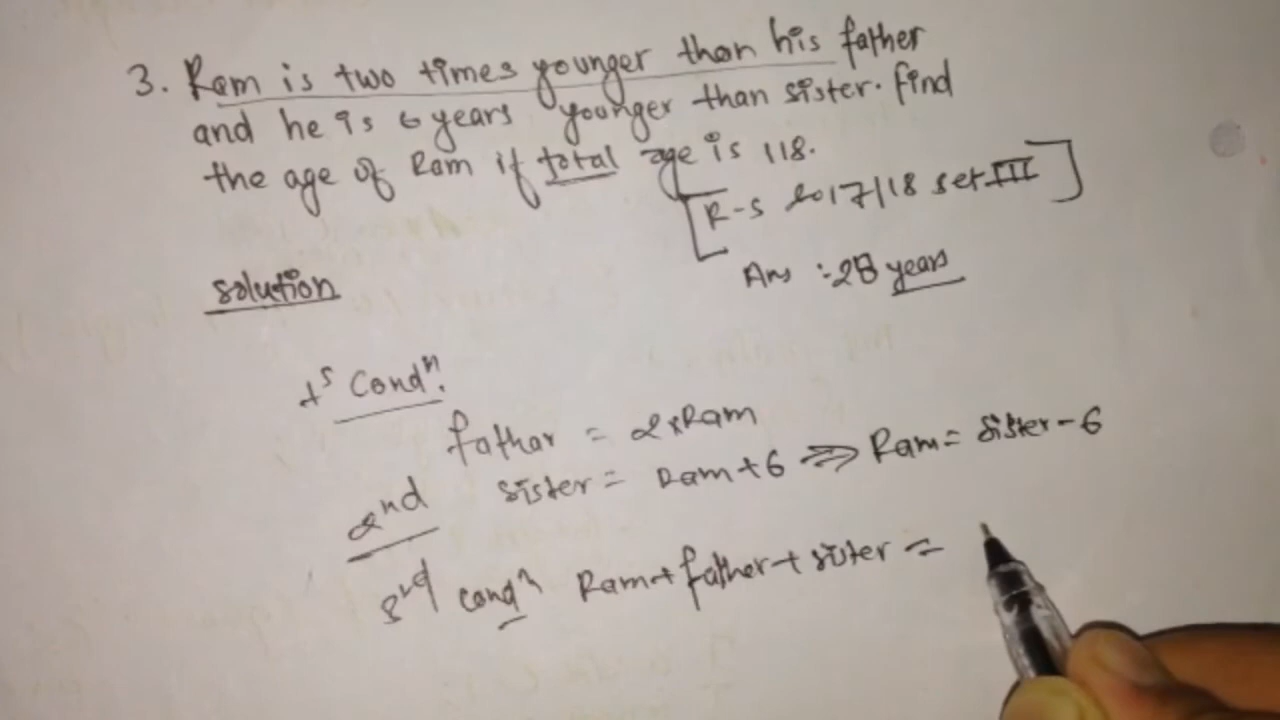 3. Ram is two times younger than his father
and he is 6 years younger than sister. find
the age of Ram if total age is 118.
[R-S 2017/18 set III]
Ans :- 28 years
solution
1st Condn.
father = 2×Ram
2nd sister = Ram+6 ⇒ Ram = sister-6
3rd condn Ram+father+sister =